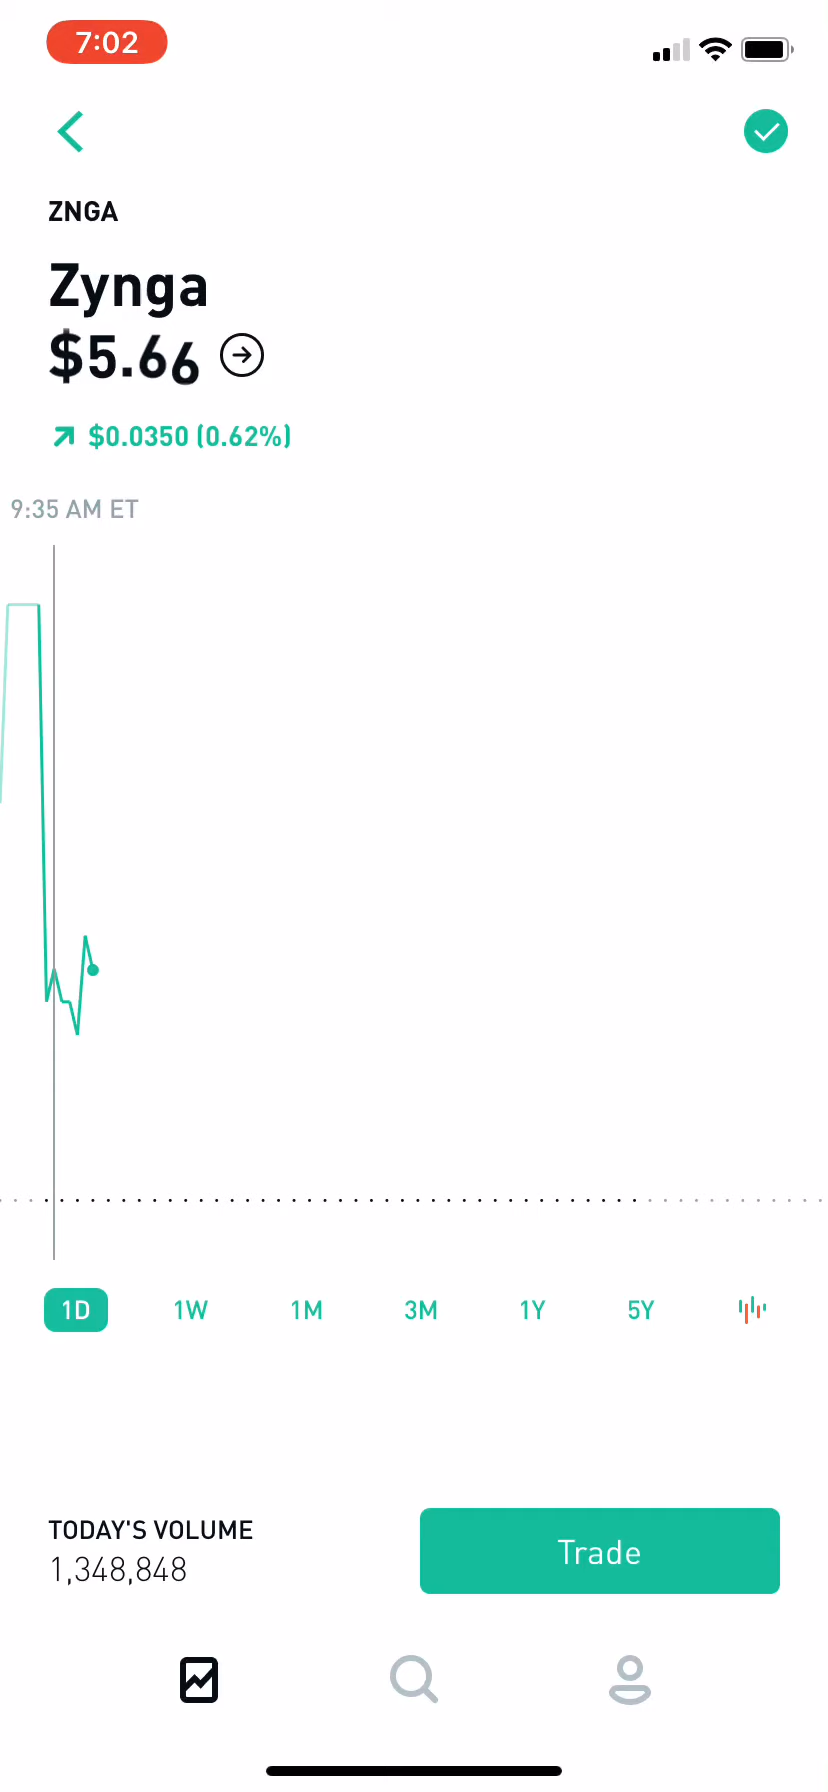 7:02
ZNGA
Zynga
$5.66
$0.0350 (0.62%)
9:35 AM ET
1D 1W 1M 3M 1Y 5Y
TODAY'S VOLUME
1,348,848
Trade